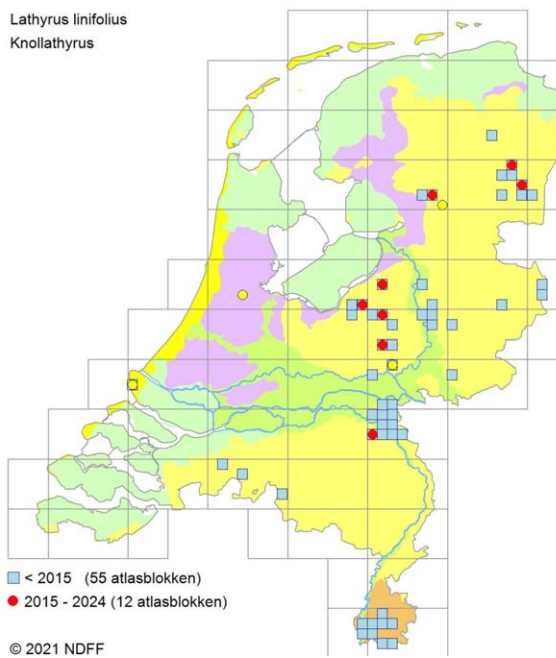 Lathyrus linifolius
Knollathyrus
< 2015 (55 atlasblokken)
2015 - 2024 (12 atlasblokken)
© 2021 NDFF